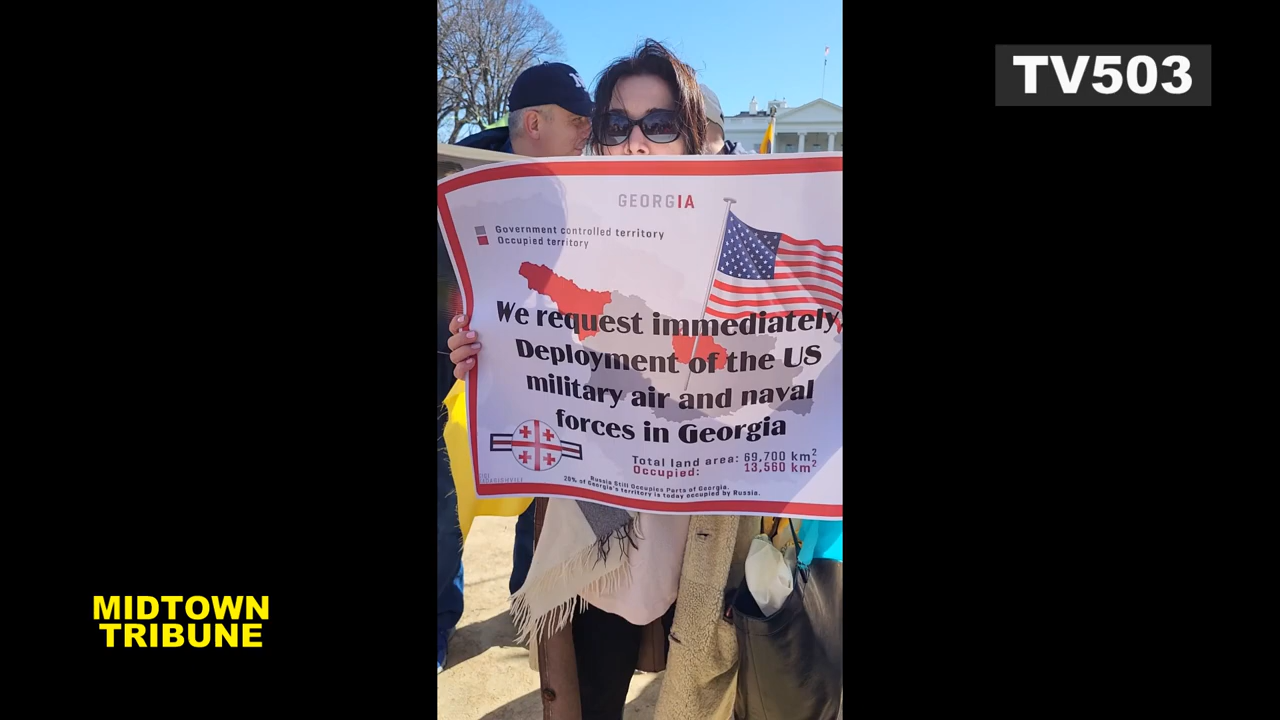 TV503
GEORGIA
Government controlled territory
Occupied territory
We request immediately,
Deployment of the US
military air and naval
forces in Georgia
Total land area: 69,700 km²
Occupied: 13,560 km²
Russia Still Occupies Parts of Georgia.
20% of Georgia's territory is today occupied by Russia.
MIDTOWN
TRIBUNE